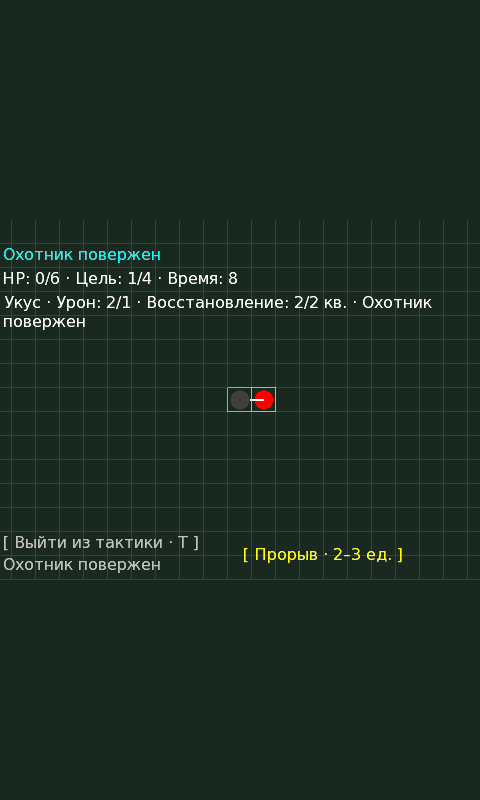 Охотник повержен
HP: 0/6 · Цель: 1/4 · Время: 8
Укус · Урон: 2/1 · Восстановление: 2/2 кв. · Охотник
повержен
[ Выйти из тактики · T ]
[ Прорыв · 2–3 ед. ]
Охотник повержен